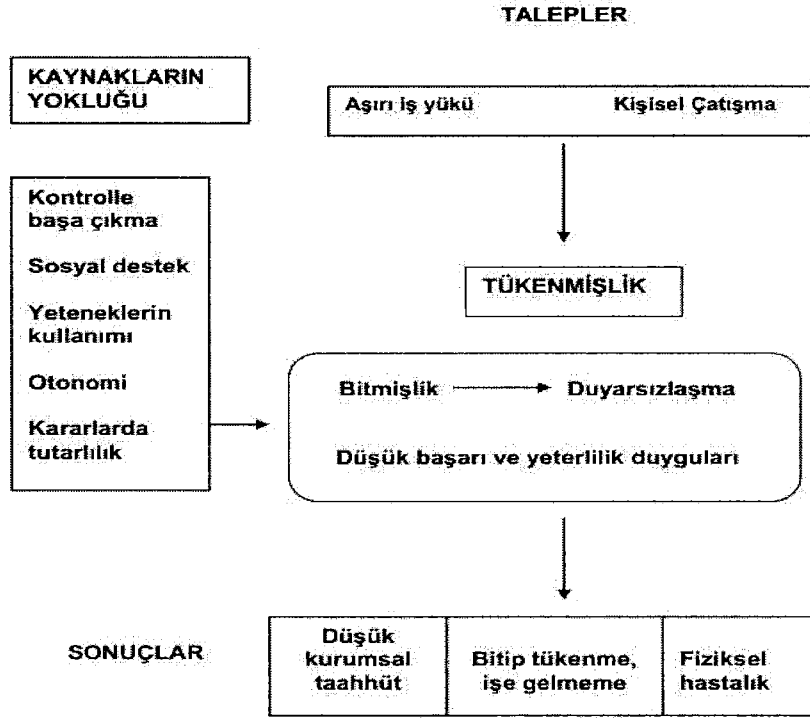 TALEPLER
KAYNAKLARIN
YOKLUĞU
Aşırı iş yükü Kişisel Çatışma
Kontrolle
başa çıkma
Sosyal destek
Yeteneklerin
kullanımı
Otonomi
Kararlarda
tutarlılık
TÜKENMİŞLİK
Bitmişlik Duyarsızlaşma
Düşük başarı ve yeterlilik duyguları
SONUÇLAR
Düşük
kurumsal
taahhüt
Bitip tükenme,
işe gelmeme
Fiziksel
hastalık